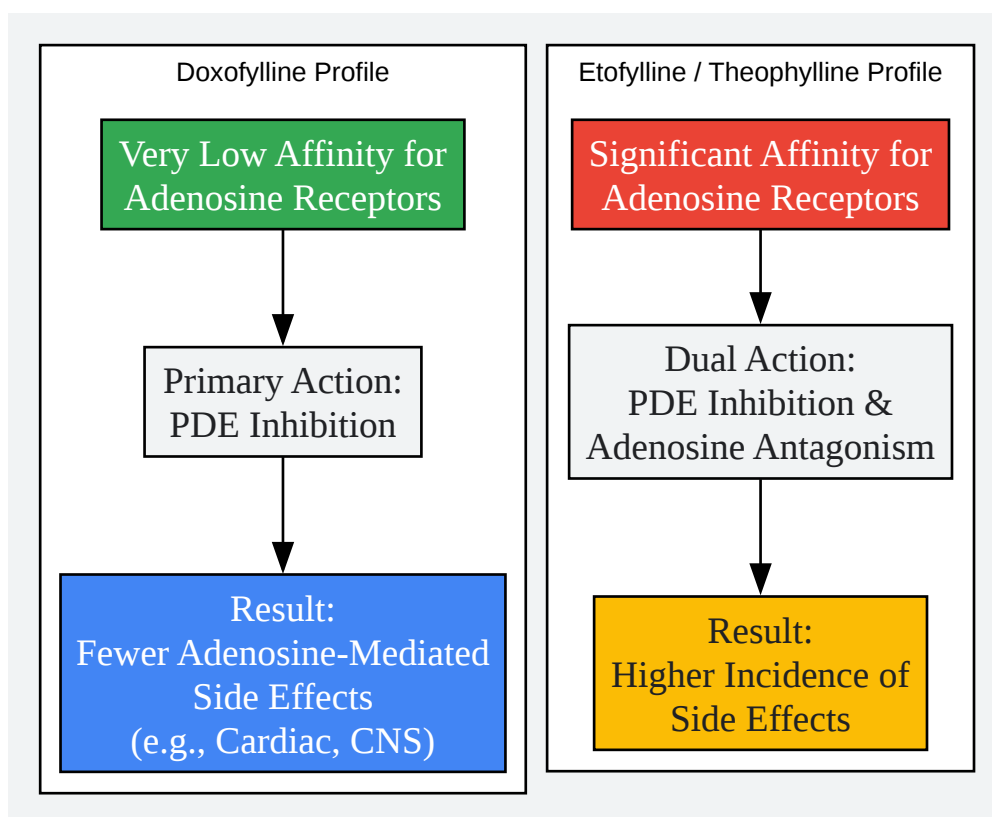 Doxofylline Profile
Very Low Affinity for
Adenosine Receptors
Primary Action:
PDE Inhibition
Result:
Fewer Adenosine-Mediated
Side Effects
(e.g., Cardiac, CNS)
Etofylline / Theophylline Profile
Significant Affinity for
Adenosine Receptors
Dual Action:
PDE Inhibition &
Adenosine Antagonism
Result:
Higher Incidence of
Side Effects